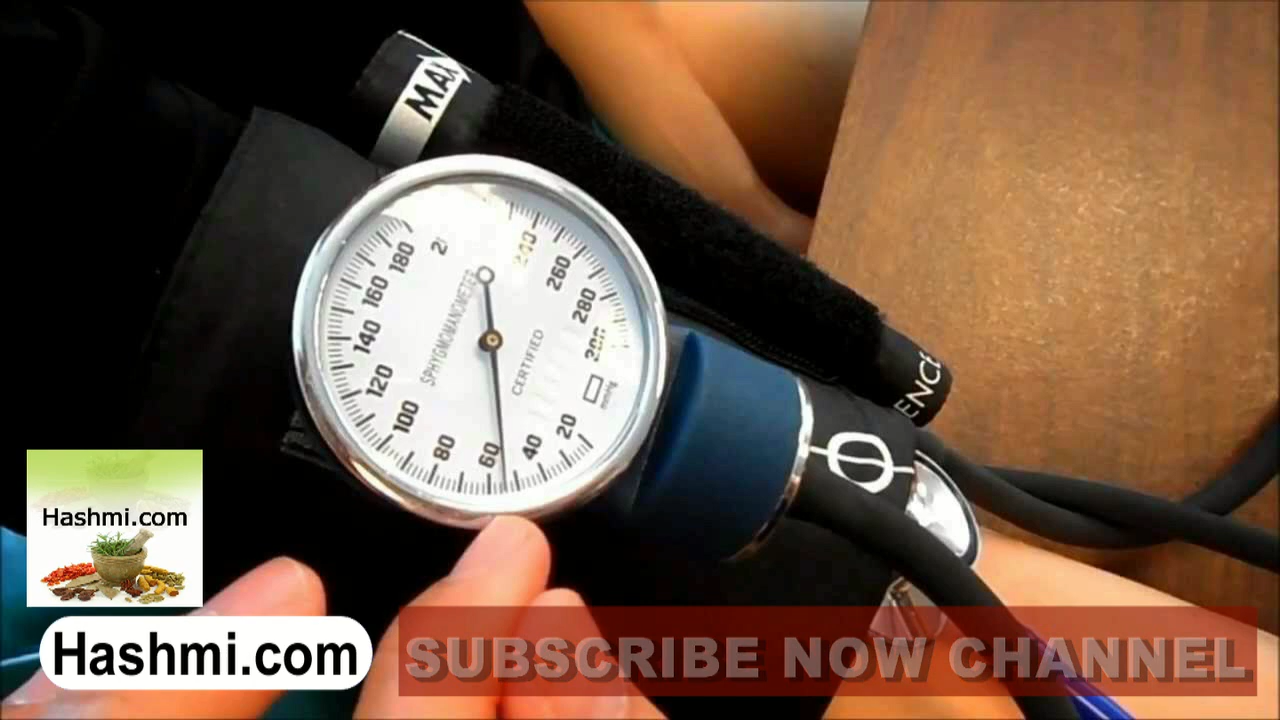 MAX
180
160
140
120
100
80
60
40
20
260
280
SPHYGMOMANOMETER
CERTIFIED
mmHg
ENCE
Hashmi.com
Hashmi.com
SUBSCRIBE NOW CHANNEL